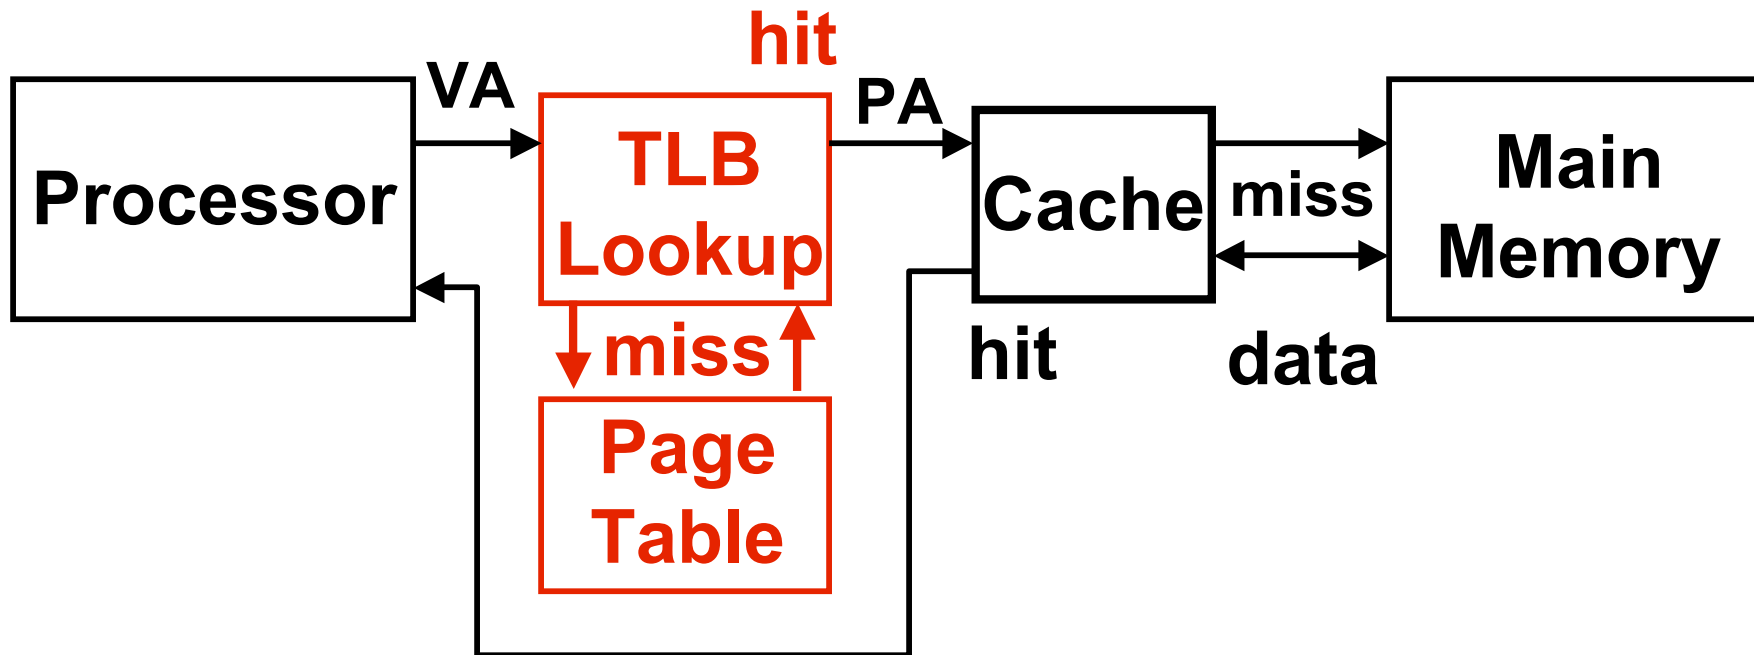 hit
VA
PA
Processor
TLB
Lookup
Cache
miss
Main
Memory
miss
hit
data
Page
Table